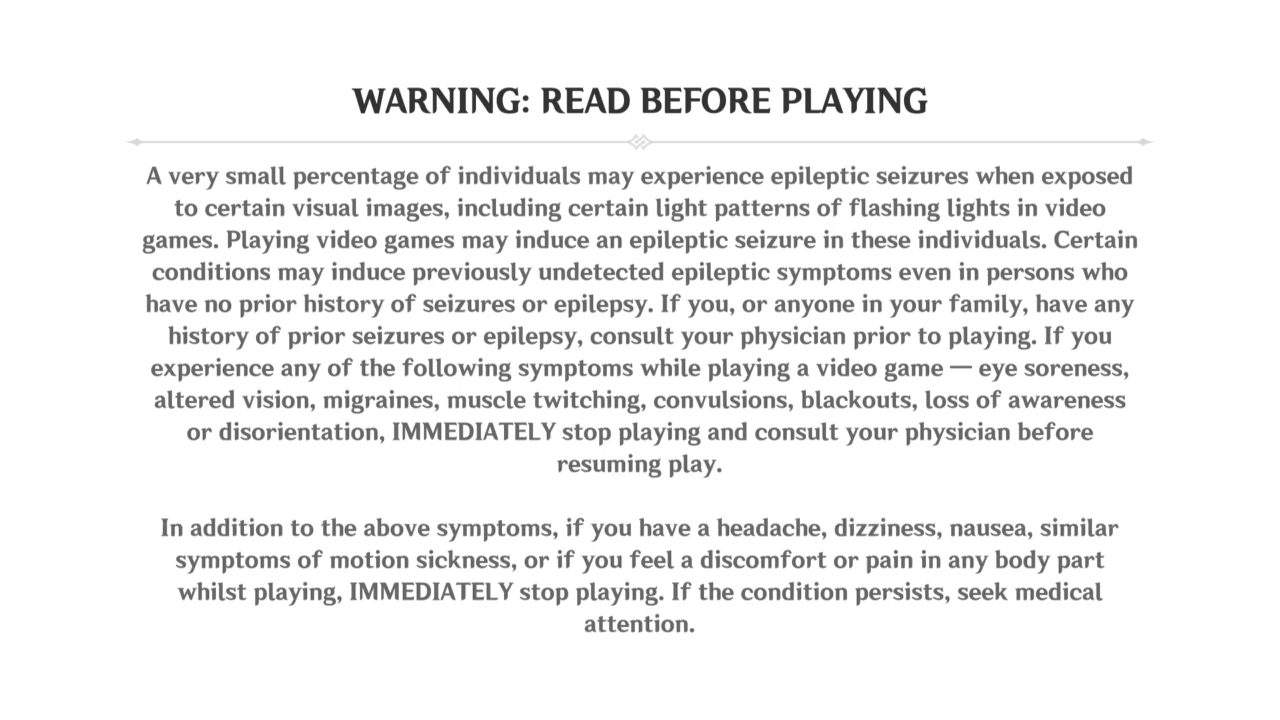 WARNING: READ BEFORE PLAYING
A very small percentage of individuals may experience epileptic seizures when exposed
to certain visual images, including certain light patterns of flashing lights in video
games. Playing video games may induce an epileptic seizure in these individuals. Certain
conditions may induce previously undetected epileptic symptoms even in persons who
have no prior history of seizures or epilepsy. If you, or anyone in your family, have any
history of prior seizures or epilepsy, consult your physician prior to playing. If you
experience any of the following symptoms while playing a video game — eye soreness,
altered vision, migraines, muscle twitching, convulsions, blackouts, loss of awareness
or disorientation, IMMEDIATELY stop playing and consult your physician before
resuming play.
In addition to the above symptoms, if you have a headache, dizziness, nausea, similar
symptoms of motion sickness, or if you feel a discomfort or pain in any body part
whilst playing, IMMEDIATELY stop playing. If the condition persists, seek medical
attention.